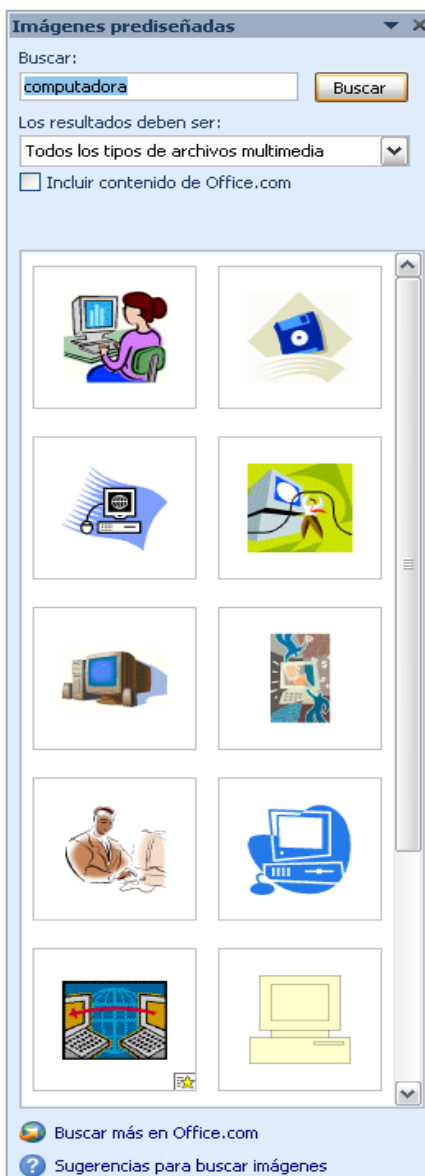 Imágenes prediseñadas
Buscar:
computadora
Buscar
Los resultados deben ser:
Todos los tipos de archivos multimedia
Incluir contenido de Office.com
Buscar más en Office.com
Sugerencias para buscar imágenes